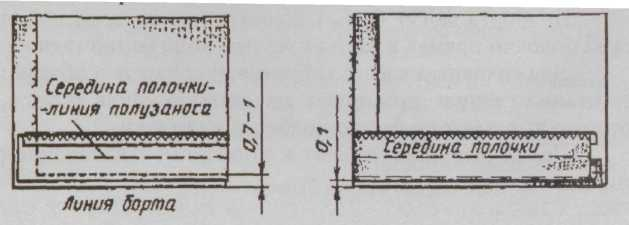 Середина полочки-
-линия полузаноса
0,7-1
Линия борта
0,1
Середина полочки